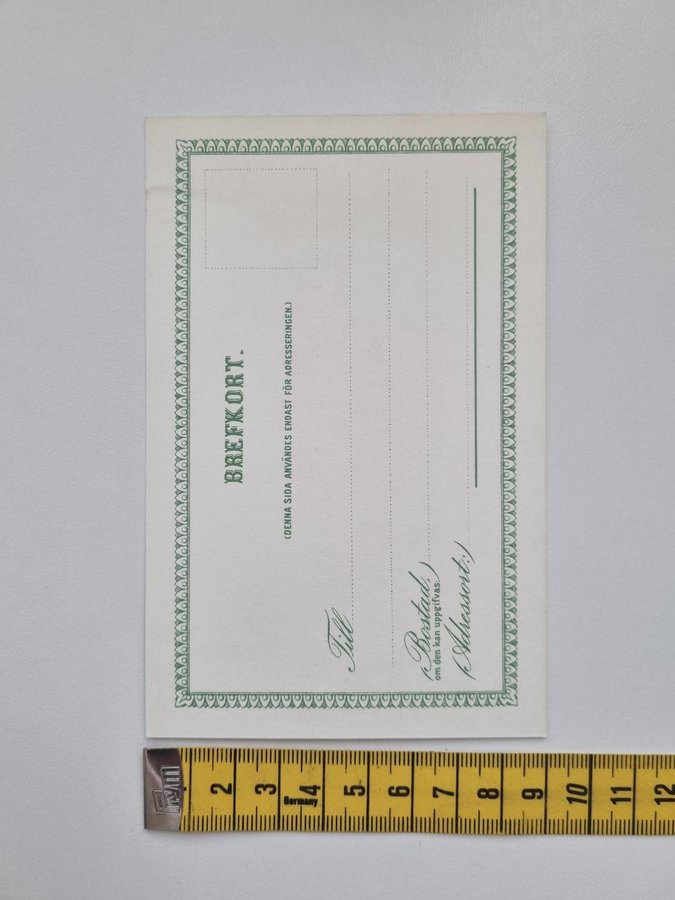 BREFKORT.
(DENNA SIDA ANVÄNDES ENDAST FÖR ADRESSERINGEN.)
Till
(Bostad:)
om den kan uppgifvas.
(Adressort:)
2 3 4 5 6 7 8 9 10 11 12
Germany